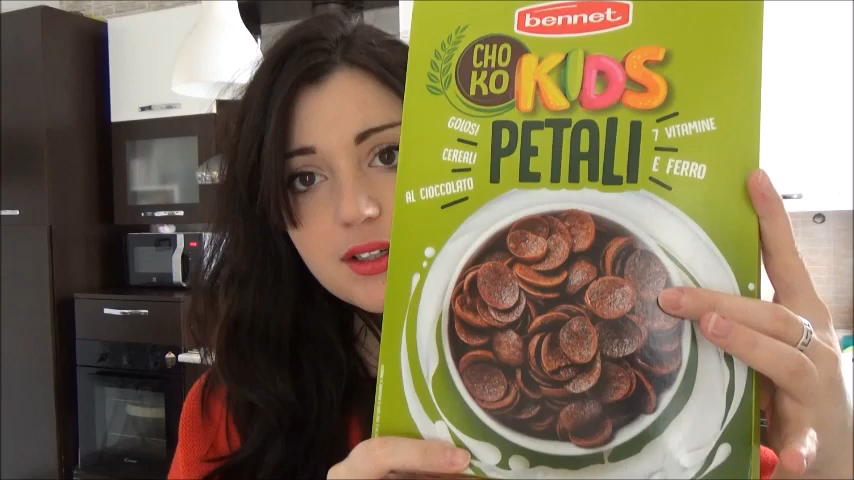 bennet
CHO
KO
KIDS
PETALI
GOLOSI
CEREALI
AL CIOCCOLATO
7 VITAMINE
E FERRO